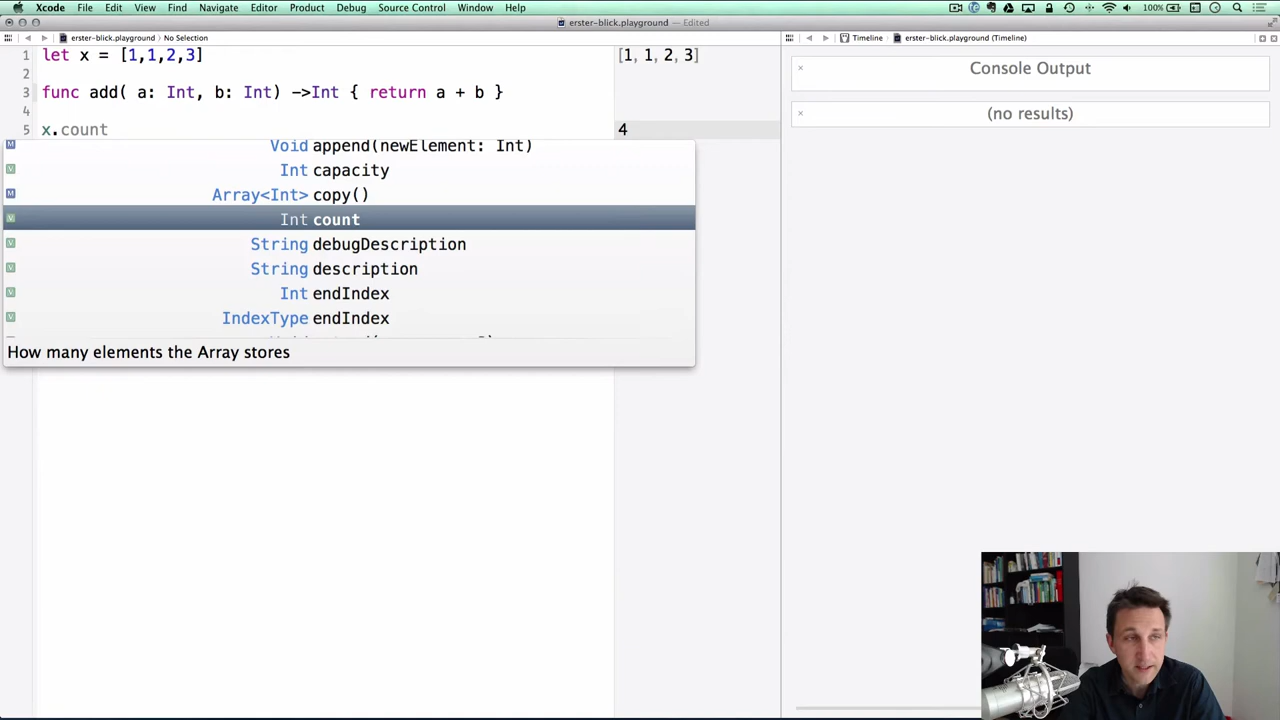 Xcode File Edit View Find Navigate Editor Product Debug Source Control Window Help 100%
erster-blick.playground — Edited
erster-blick.playground No Selection
Timeline erster-blick.playground (Timeline)
1 let x = [1,1,2,3] [1, 1, 2, 3]
2
3 func add( a: Int, b: Int) ->Int { return a + b }
4
5 x.count 4
Void append(newElement: Int)
Int capacity
Array<Int> copy()
Int count
String debugDescription
String description
Int endIndex
IndexType endIndex
How many elements the Array stores
Console Output
(no results)